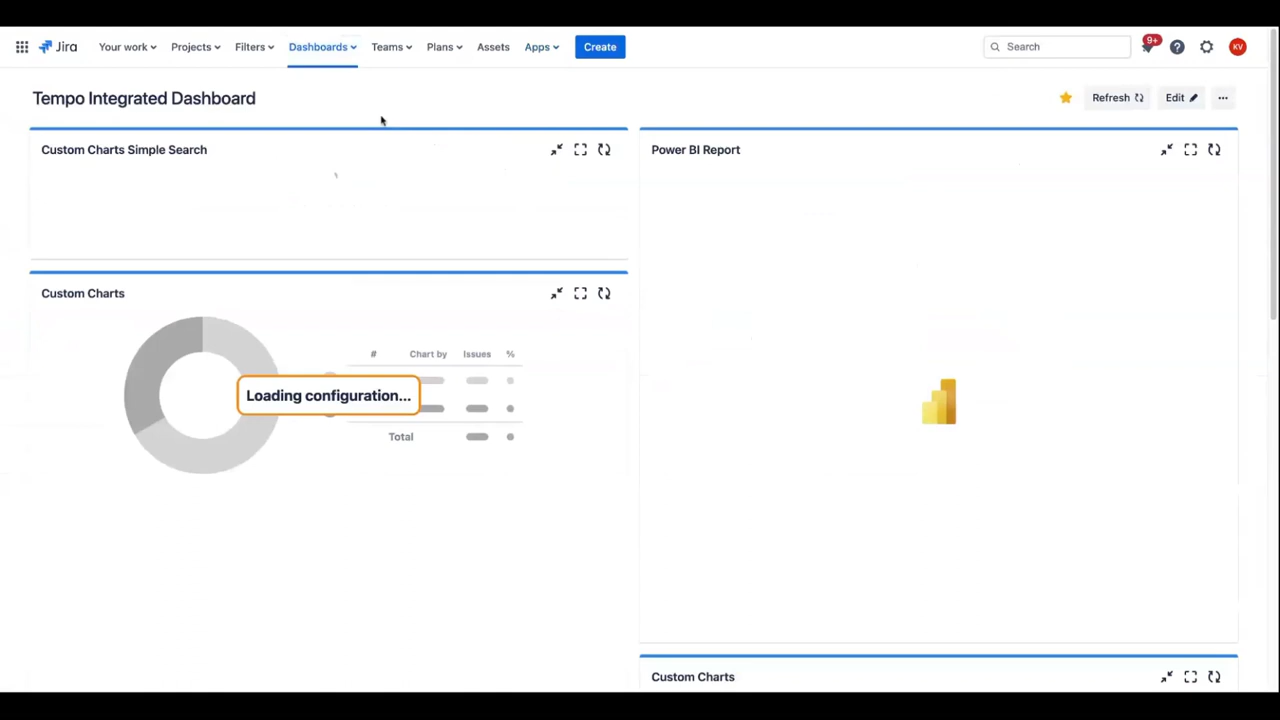 Jira
Your work
Projects
Filters
Dashboards
Teams
Plans
Assets
Apps
Create
Search
9+
KV
Tempo Integrated Dashboard
Refresh
Edit
Custom Charts Simple Search
Power BI Report
Custom Charts
# Chart by Issues %
Loading configuration...
Total
Custom Charts